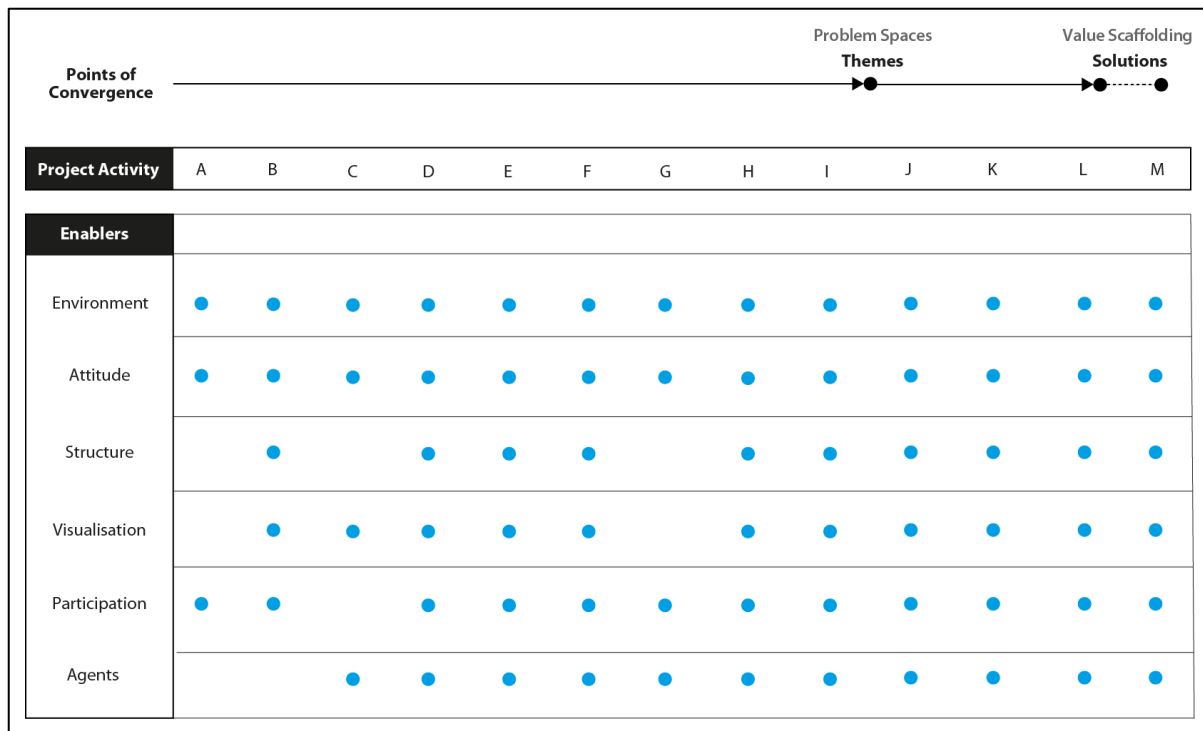 Problem Spaces
Value Scaffolding
Themes
Solutions
Points of
Convergence
Project Activity A B C D E F G H I J K L M
Enablers
Environment
Attitude
Structure
Visualisation
Participation
Agents